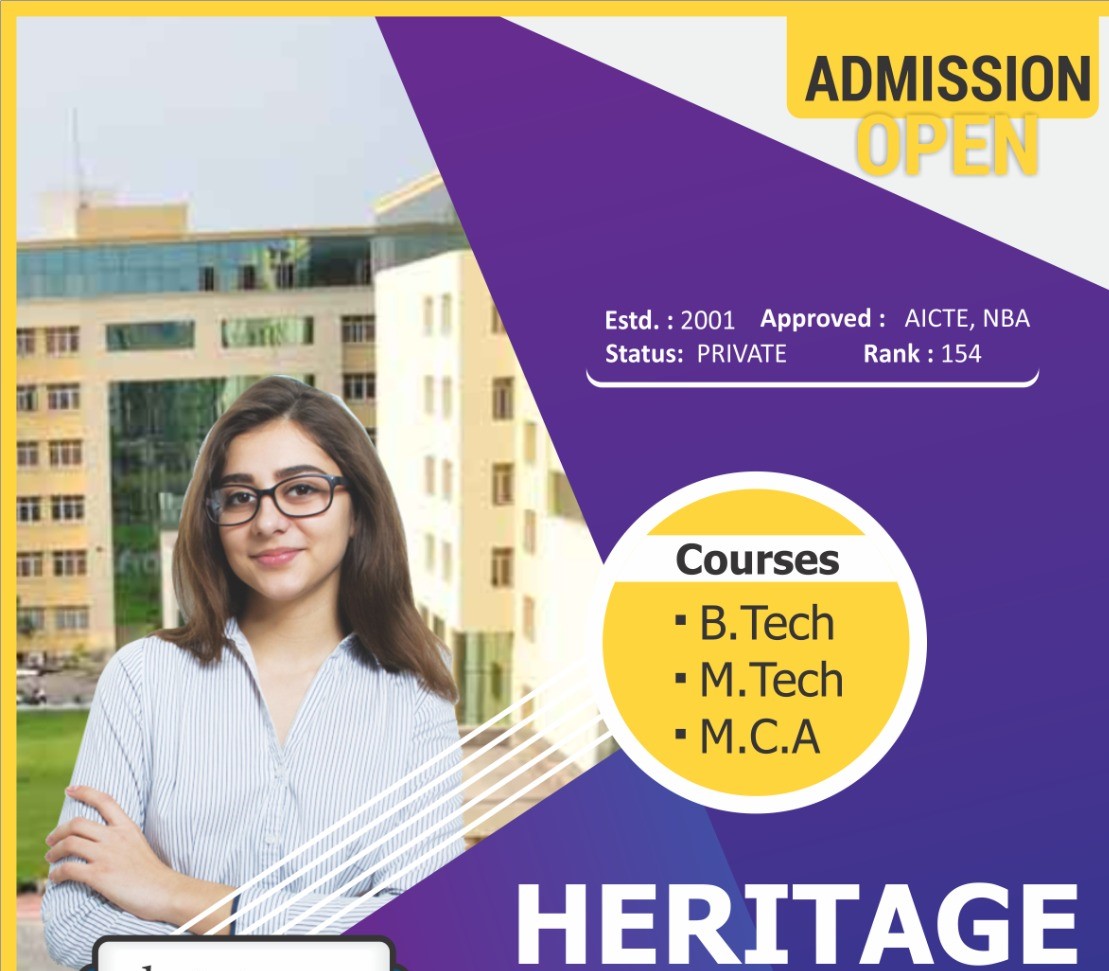 ADMISSION
OPEN
Estd. : 2001 Approved : AICTE, NBA
Status: PRIVATE Rank : 154
Courses
▪ B.Tech
▪ M.Tech
▪ M.C.A
HERITAGE